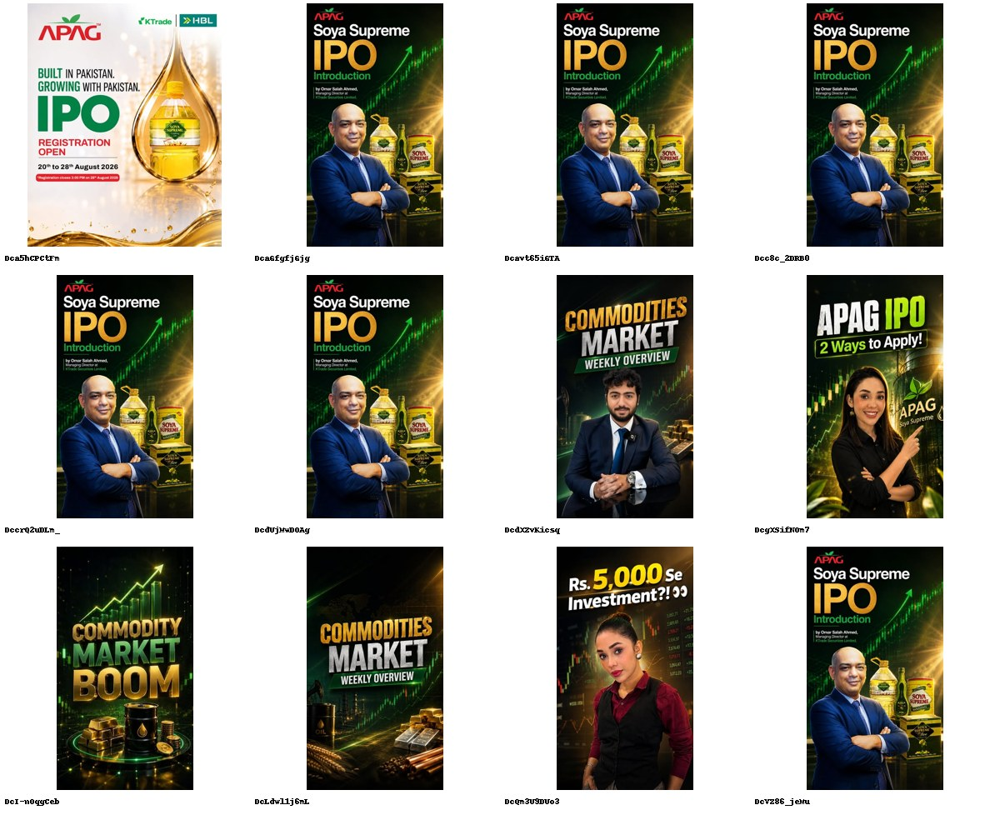 APAG
KTrade
HBL
BUILT IN PAKISTAN.
GROWING WITH PAKISTAN.
IPO
REGISTRATION
OPEN
20th to 28th August 2026
*Registration closes 3:00 PM on 28th August 2026
SOYA
SUPREME
Dca5hCPCtFm
APAG
Soya Supreme
IPO
Introduction
by Omar Salah Ahmed,
Managing Director at
KTrade Securities Limited.
SOYA
SUPREME
DcaGfgfjGjg
APAG
Soya Supreme
IPO
Introduction
by Omar Salah Ahmed,
Managing Director at
KTrade Securities Limited.
SOYA
SUPREME
Dcavt65iGTA
APAG
Soya Supreme
IPO
Introduction
by Omar Salah Ahmed,
Managing Director at
KTrade Securities Limited.
SOYA
SUPREME
Dcc8c_2DRB0
APAG
Soya Supreme
IPO
Introduction
by Omar Salah Ahmed,
Managing Director at
KTrade Securities Limited.
SOYA
SUPREME
DccrQ2uDLm_
APAG
Soya Supreme
IPO
Introduction
by Omar Salah Ahmed,
Managing Director at
KTrade Securities Limited.
SOYA
SUPREME
DcdUjMwDOAg
COMMODITIES
MARKET
WEEKLY OVERVIEW
DcdXZvKicsq
APAG IPO
2 Ways to Apply!
APAG
Soya Supreme
DcgXSifNOm7
COMMODITY
MARKET
BOOM
DcI-nOqgCeb
COMMODITIES
MARKET
WEEKLY OVERVIEW
OIL
DcLdwl1j6mL
Rs. 5,000 Se
Investment?!
DcQm3U9DUo3
APAG
Soya Supreme
IPO
Introduction
by Omar Salah Ahmed,
Managing Director at
KTrade Securities Limited.
SOYA
SUPREME
DcVZ86_jeWu